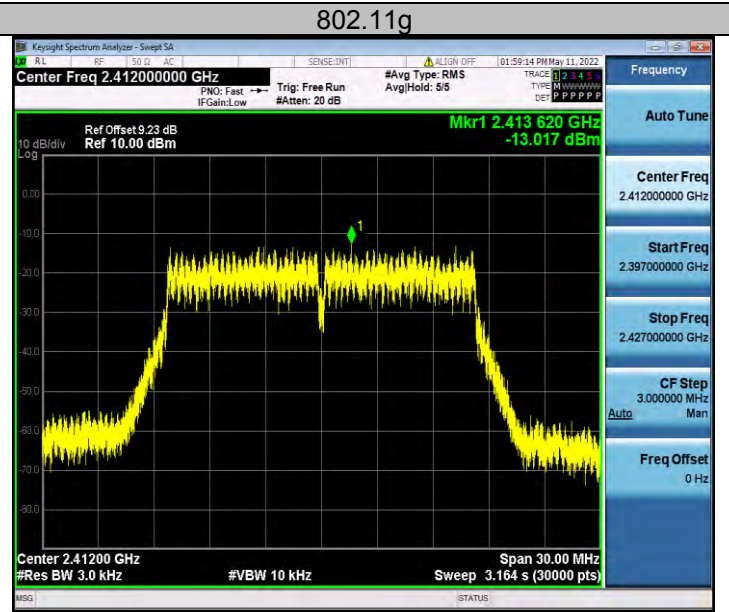 802.11g
Keysight Spectrum Analyzer - Swept SA
RL RF 50 Ω AC SENSE:INT ALIGN OFF 01:59:14 PM May 11, 2022
Center Freq 2.412000000 GHz
PNO: Fast
IFGain:Low
Trig: Free Run
#Atten: 20 dB
#Avg Type: RMS
Avg|Hold: 5/5
TRACE 1 2 3 4 5 6
TYPE M W W W W W
DET P P P P P P
Frequency
Auto Tune
Center Freq
2.412000000 GHz
Start Freq
2.397000000 GHz
Stop Freq
2.427000000 GHz
CF Step
3.000000 MHz
Auto Man
Freq Offset
0 Hz
Mkr1 2.413 620 GHz
-13.017 dBm
Ref Offset 9.23 dB
10 dB/div Ref 10.00 dBm
Log
0.00
-10.0
-20.0
-30.0
-40.0
-50.0
-60.0
-70.0
-80.0
1
Center 2.41200 GHz Span 30.00 MHz
#Res BW 3.0 kHz #VBW 10 kHz Sweep 3.164 s (30000 pts)
MSG STATUS